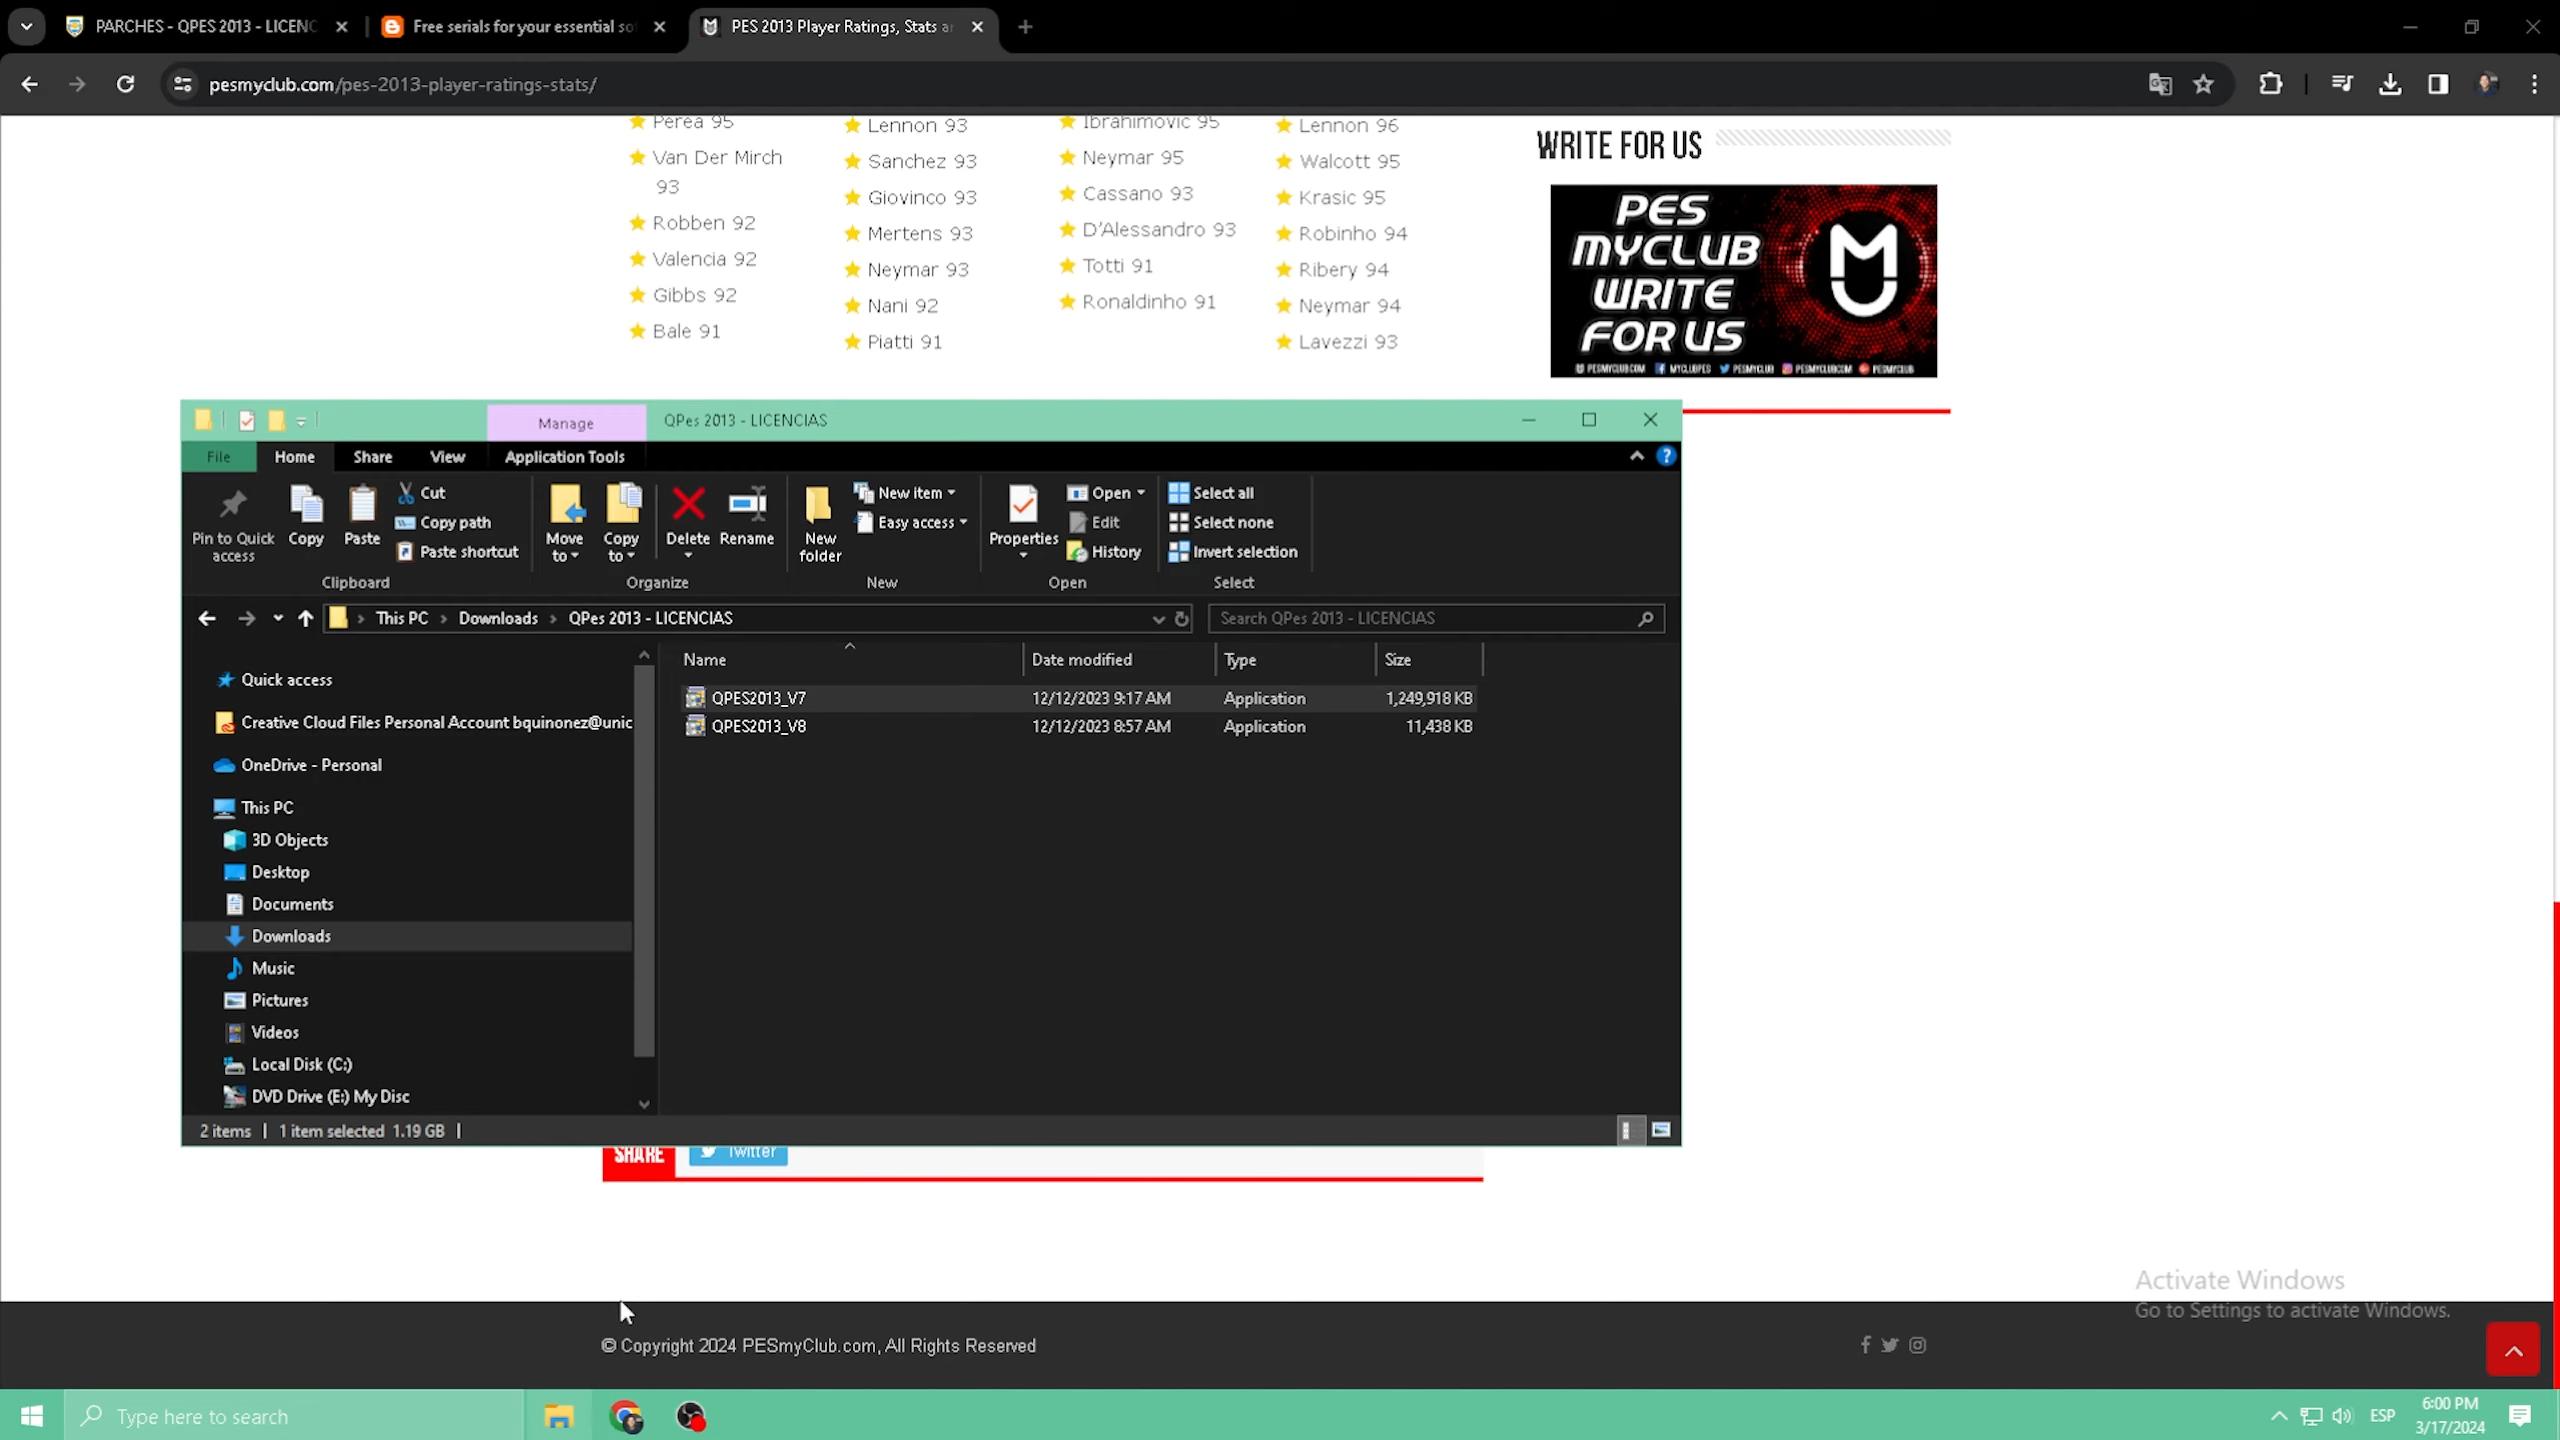 PARCHES - QPES 2013 - LICENC
Free serials for your essential so
PES 2013 Player Ratings, Stats a
pesmyclub.com/pes-2013-player-ratings-stats/
Perea 95
Van Der Mirch
93
Robben 92
Valencia 92
Gibbs 92
Bale 91
Lennon 93
Sanchez 93
Giovinco 93
Mertens 93
Neymar 93
Nani 92
Piatti 91
Ibrahimovic 95
Neymar 95
Cassano 93
D'Alessandro 93
Totti 91
Ronaldinho 91
Lennon 96
Walcott 95
Krasic 95
Robinho 94
Ribery 94
Neymar 94
Lavezzi 93
WRITE FOR US
PES
MYCLUB
WRITE
FOR US
PESMYCLUB.COM MYCLUBPES PESMYCLUB PESMYCLUBCOM PESMYCLUB
Manage
QPes 2013 - LICENCIAS
File Home Share View Application Tools
Pin to Quick
access
Copy
Paste
Cut
Copy path
Paste shortcut
Clipboard
Move
to
Copy
to
Delete
Rename
Organize
New
folder
New item
Easy access
New
Properties
Open
Edit
History
Open
Select all
Select none
Invert selection
Select
This PC > Downloads > QPes 2013 - LICENCIAS
Search QPes 2013 - LICENCIAS
Quick access
Creative Cloud Files Personal Account bquinonez@unic
OneDrive - Personal
This PC
3D Objects
Desktop
Documents
Downloads
Music
Pictures
Videos
Local Disk (C:)
DVD Drive (E:) My Disc
Name Date modified Type Size
QPES2013_V7 12/12/2023 9:17 AM Application 1,249,918 KB
QPES2013_V8 12/12/2023 8:57 AM Application 11,438 KB
2 items 1 item selected 1.19 GB
SHARE Twitter
Activate Windows
Go to Settings to activate Windows.
© Copyright 2024 PESmyClub.com, All Rights Reserved
Type here to search
ESP
6:00 PM
3/17/2024